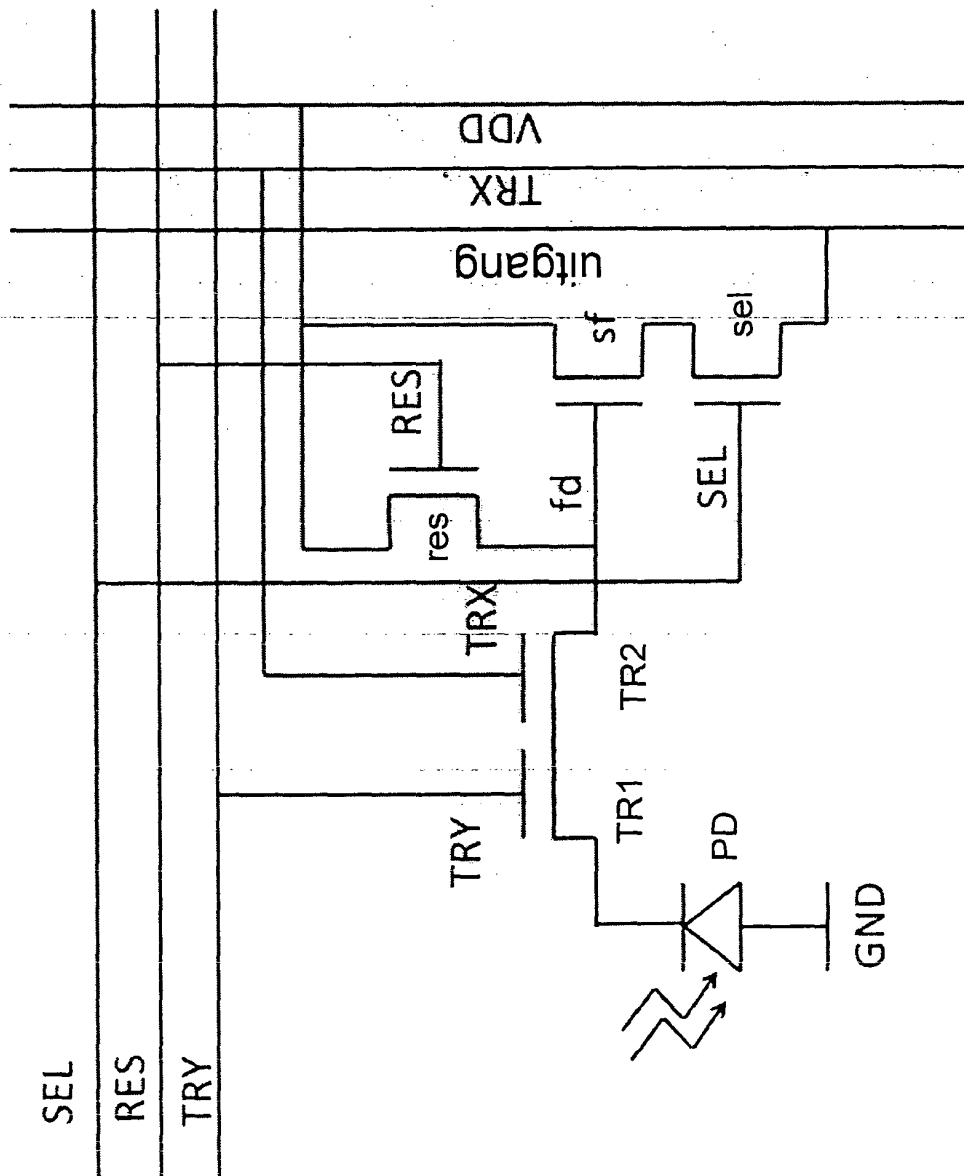 SEL
RES
TRY
VDD
TRX
uitgang
RES
res
sf
sel
fd
SEL
TRX
TRY
TR2
TR1
PD
GND